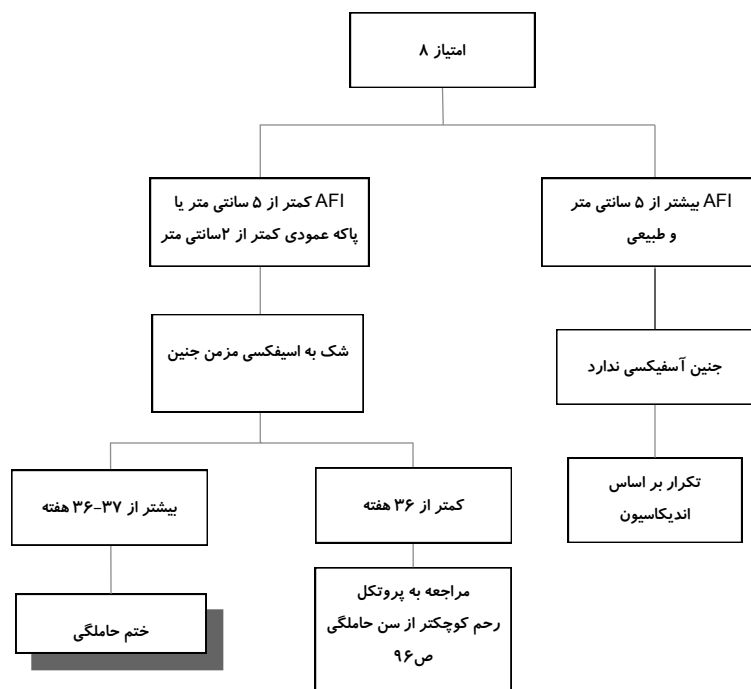 امتیاز ۸
AFI بیشتر از ۵ سانتی متر
و طبیعی
AFI کمتر از ۵ سانتی متر یا
پاکه عمودی کمتر از ۲سانتی متر
جنین آسفیکسی ندارد
شک به اسیفکسی مزمن جنین
تکرار بر اساس
اندیکاسیون
کمتر از ۳۶ هفته
بیشتر از ۳۷-۳۶ هفته
مراجعه به پروتکل
رحم کوچکتر از سن حاملگی
ص۹۶
ختم حاملگی